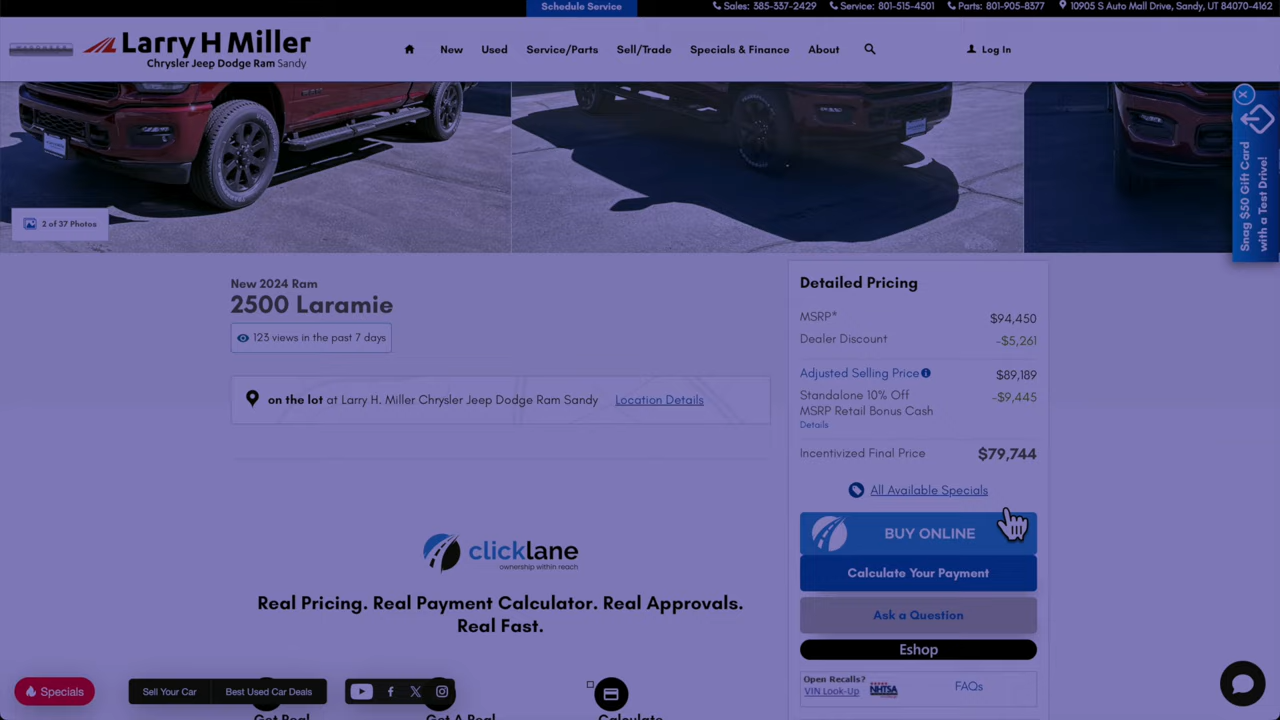 Schedule Service
Sales: 385-337-2429
Service: 801-515-4501
Parts: 801-905-8377
10905 S Auto Mall Drive, Sandy, UT 84070-4162
Larry H Miller
Chrysler Jeep Dodge Ram Sandy
New
Used
Service/Parts
Sell/Trade
Specials & Finance
About
Log In
Snag $50 Gift Card
with a Test Drive!
2 of 37 Photos
New 2024 Ram
2500 Laramie
123 views in the past 7 days
on the lot at Larry H. Miller Chrysler Jeep Dodge Ram Sandy Location Details
clicklane
ownership within reach
Real Pricing. Real Payment Calculator. Real Approvals.
Real Fast.
Detailed Pricing
MSRP* $94,450
Dealer Discount -$5,261
Adjusted Selling Price $89,189
Standalone 10% Off -$9,445
MSRP Retail Bonus Cash
Details
Incentivized Final Price $79,744
All Available Specials
BUY ONLINE
Calculate Your Payment
Ask a Question
Eshop
Open Recalls?
VIN Look-Up
NHTSA
FAQs
Specials
Sell Your Car
Best Used Car Deals
Get Real
Get A Real
Calculate